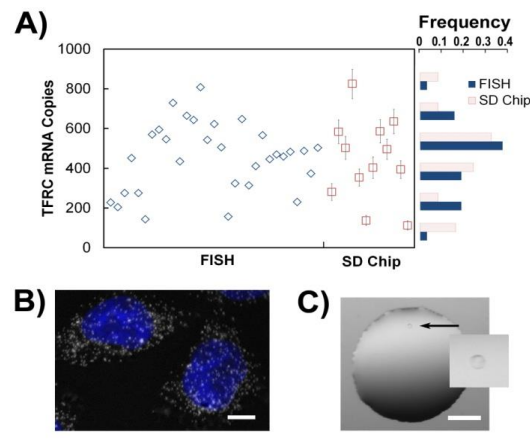 A)
Frequency
0 0.1 0.2 0.3 0.4
FISH
SD Chip
TFRC mRNA Copies
1000
800
600
400
200
0
FISH
SD Chip
B)
C)